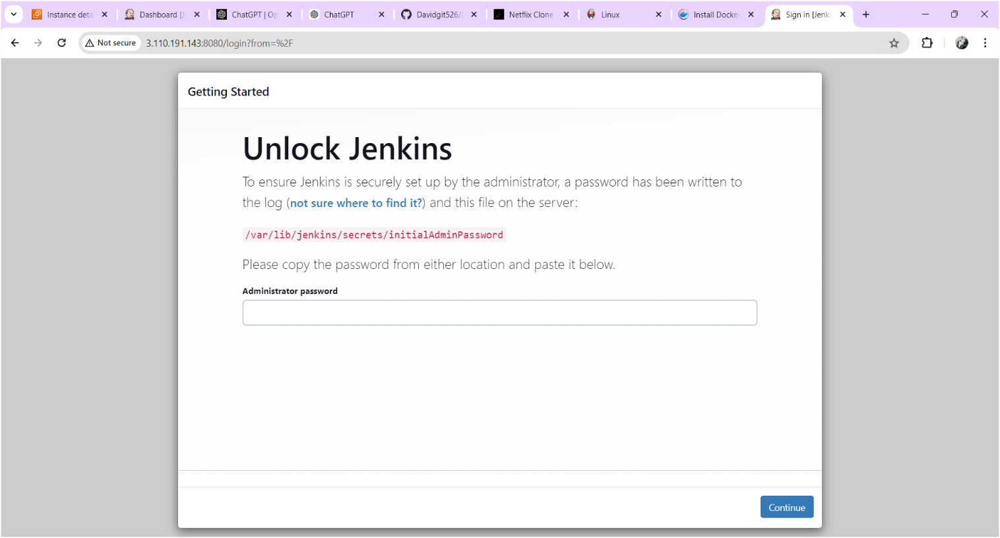 Instance deta
Dashboard [J
ChatGPT | Op
ChatGPT
Davidgit526/
Netflix Clone
Linux
Install Docker
Sign in [Jenki
Not secure
3.110.191.143:8080/login?from=%2F
Getting Started
Unlock Jenkins
To ensure Jenkins is securely set up by the administrator, a password has been written to
the log (not sure where to find it?) and this file on the server:
/var/lib/jenkins/secrets/initialAdminPassword
Please copy the password from either location and paste it below.
Administrator password
Continue